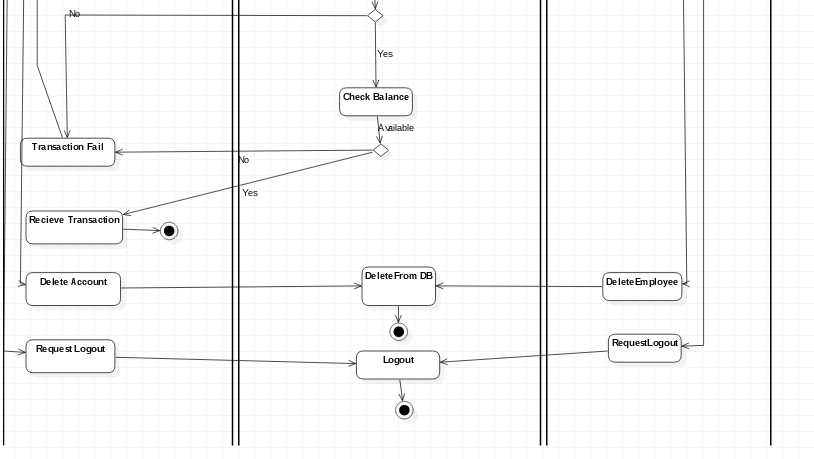 No
Yes
Check Balance
Available
Transaction Fail
No
Yes
Recieve Transaction
Delete Account
DeleteFrom DB
DeleteEmployee
Request Logout
Logout
RequestLogout